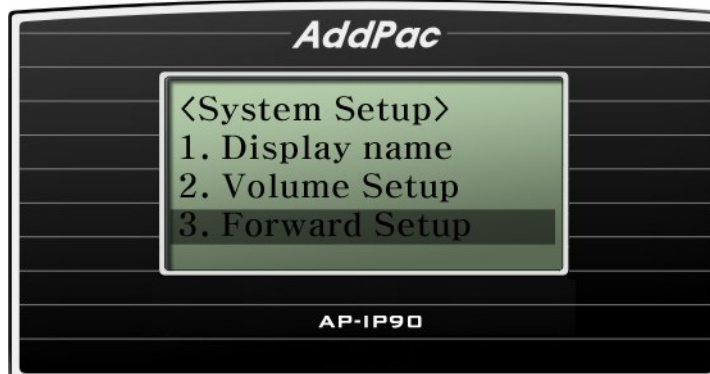 AddPac
<System Setup>
1. Display name
2. Volume Setup
3. Forward Setup
AP-IP90